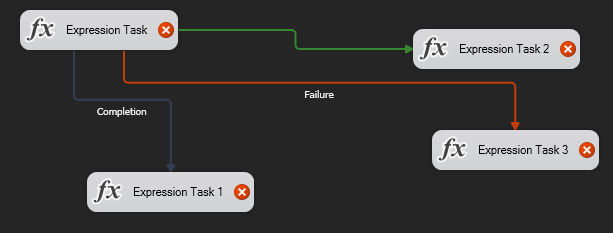 fx Expression Task
fx Expression Task 2
Failure
Completion
fx Expression Task 3
fx Expression Task 1